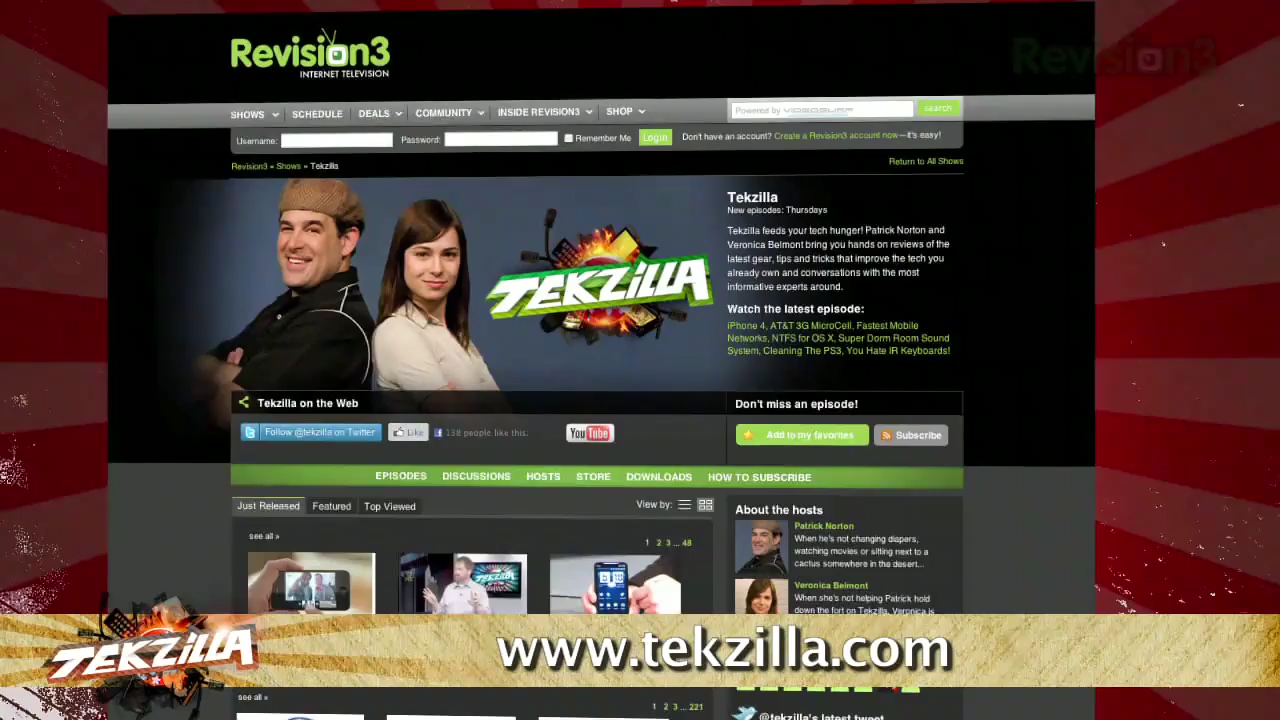 Revision3
INTERNET TELEVISION
Revision3
SHOWS SCHEDULE DEALS COMMUNITY INSIDE REVISION3 SHOP
Powered by VIDEOSURF search
Username: Password: Remember Me Login Don't have an account? Create a Revision3 account now—it's easy!
Revision3 » Shows » Tekzilla
Return to All Shows
TEKZILLA
Tekzilla
New episodes: Thursdays
Tekzilla feeds your tech hunger! Patrick Norton and
Veronica Belmont bring you hands on reviews of the
latest gear, tips and tricks that improve the tech you
already own and conversations with the most
informative experts around.
Watch the latest episode:
iPhone 4, AT&T 3G MicroCell, Fastest Mobile
Networks, NTFS for OS X, Super Dorm Room Sound
System, Cleaning The PS3, You Hate IR Keyboards!
Tekzilla on the Web
Follow @tekzilla on Twitter Like 138 people like this. YouTube
Don't miss an episode!
Add to my favorites Subscribe
EPISODES DISCUSSIONS HOSTS STORE DOWNLOADS HOW TO SUBSCRIBE
Just Released Featured Top Viewed View by:
see all »
1 2 3 ... 48
TEKZILLA
About the hosts
Patrick Norton
When he's not changing diapers,
watching movies or sitting next to a
cactus somewhere in the desert...
Veronica Belmont
When she's not helping Patrick hold
down the fort on Tekzilla, Veronica is
TEKZILLA
www.tekzilla.com
see all »
1 2 3 ... 221
@tekzilla's latest tweet